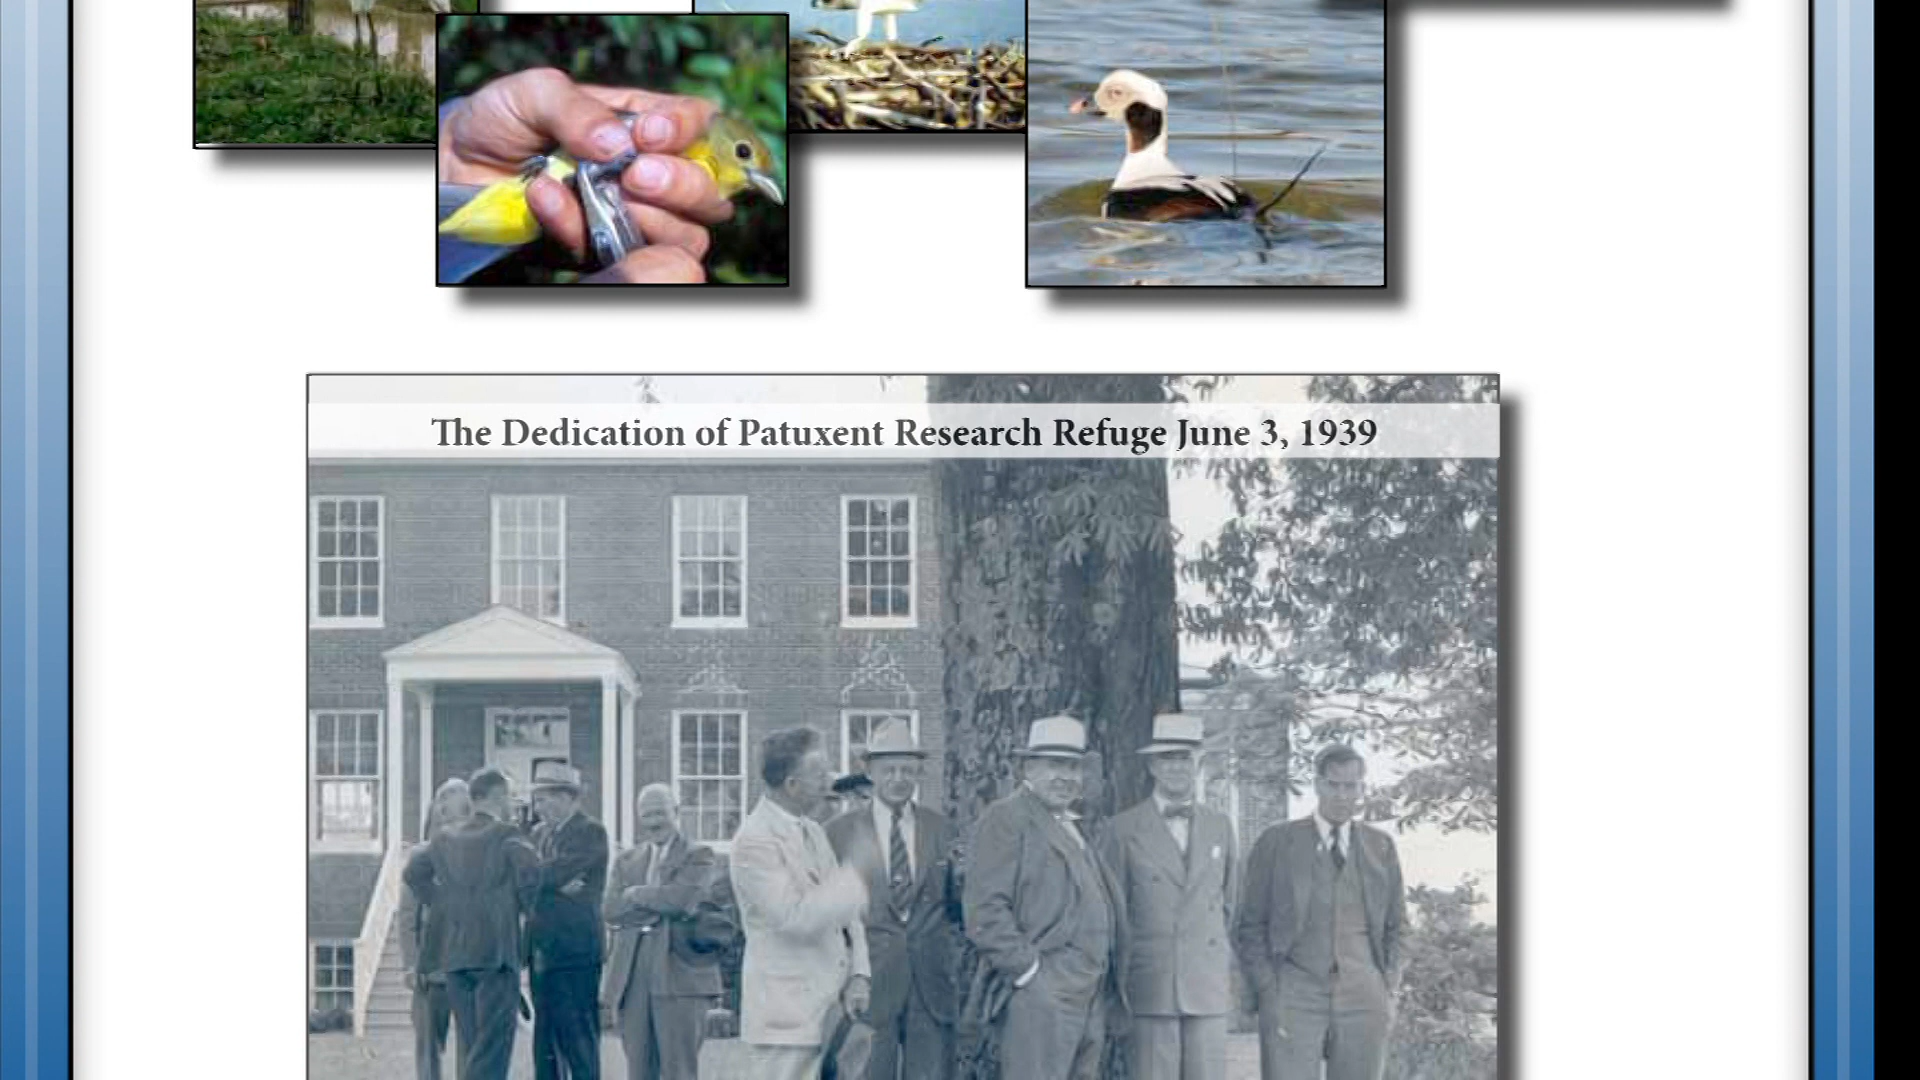 The Dedication of Patuxent Research Refuge June 3, 1939